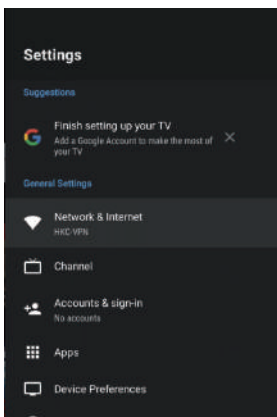 Settings
Suggestions
Finish setting up your TV
Add a Google Account to make the most of
your TV
General Settings
Network & Internet
HKC-VPN
Channel
Accounts & sign-in
No accounts
Apps
Device Preferences